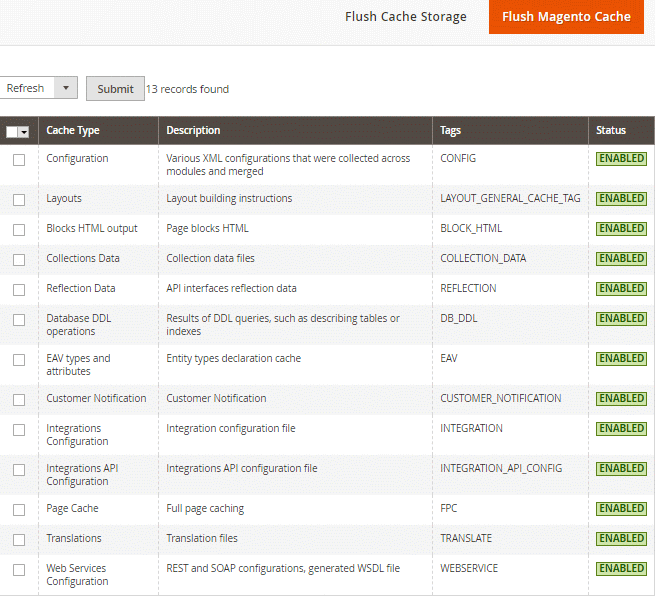 Flush Cache Storage Flush Magento Cache
Refresh Submit 13 records found
Cache Type Description Tags Status
Configuration Various XML configurations that were collected across CONFIG ENABLED
modules and merged
Layouts Layout building instructions LAYOUT_GENERAL_CACHE_TAG ENABLED
Blocks HTML output Page blocks HTML BLOCK_HTML ENABLED
Collections Data Collection data files COLLECTION_DATA ENABLED
Reflection Data API interfaces reflection data REFLECTION ENABLED
Database DDL Results of DDL queries, such as describing tables or DB_DDL ENABLED
operations indexes
EAV types and Entity types declaration cache EAV ENABLED
attributes
Customer Notification Customer Notification CUSTOMER_NOTIFICATION ENABLED
Integrations Integration configuration file INTEGRATION ENABLED
Configuration
Integrations API Integrations API configuration file INTEGRATION_API_CONFIG ENABLED
Configuration
Page Cache Full page caching FPC ENABLED
Translations Translation files TRANSLATE ENABLED
Web Services REST and SOAP configurations, generated WSDL file WEBSERVICE ENABLED
Configuration